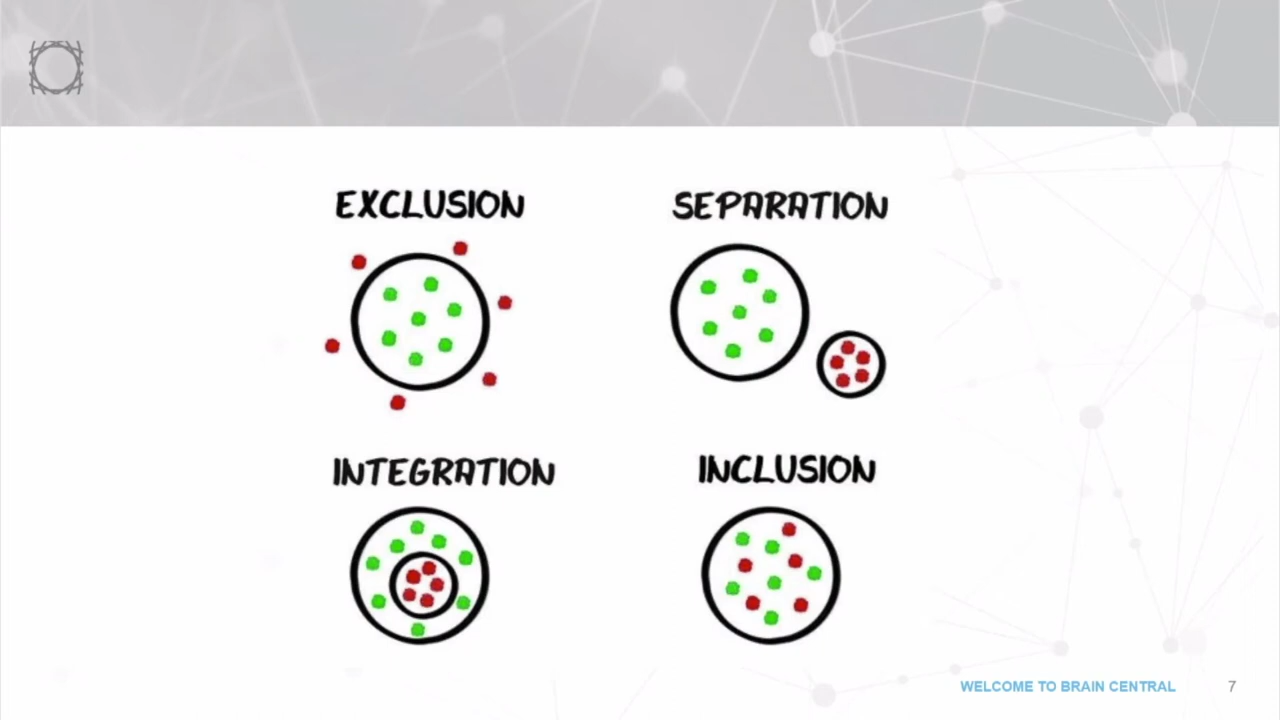 EXCLUSION
SEPARATION
INTEGRATION
INCLUSION
WELCOME TO BRAIN CENTRAL
7